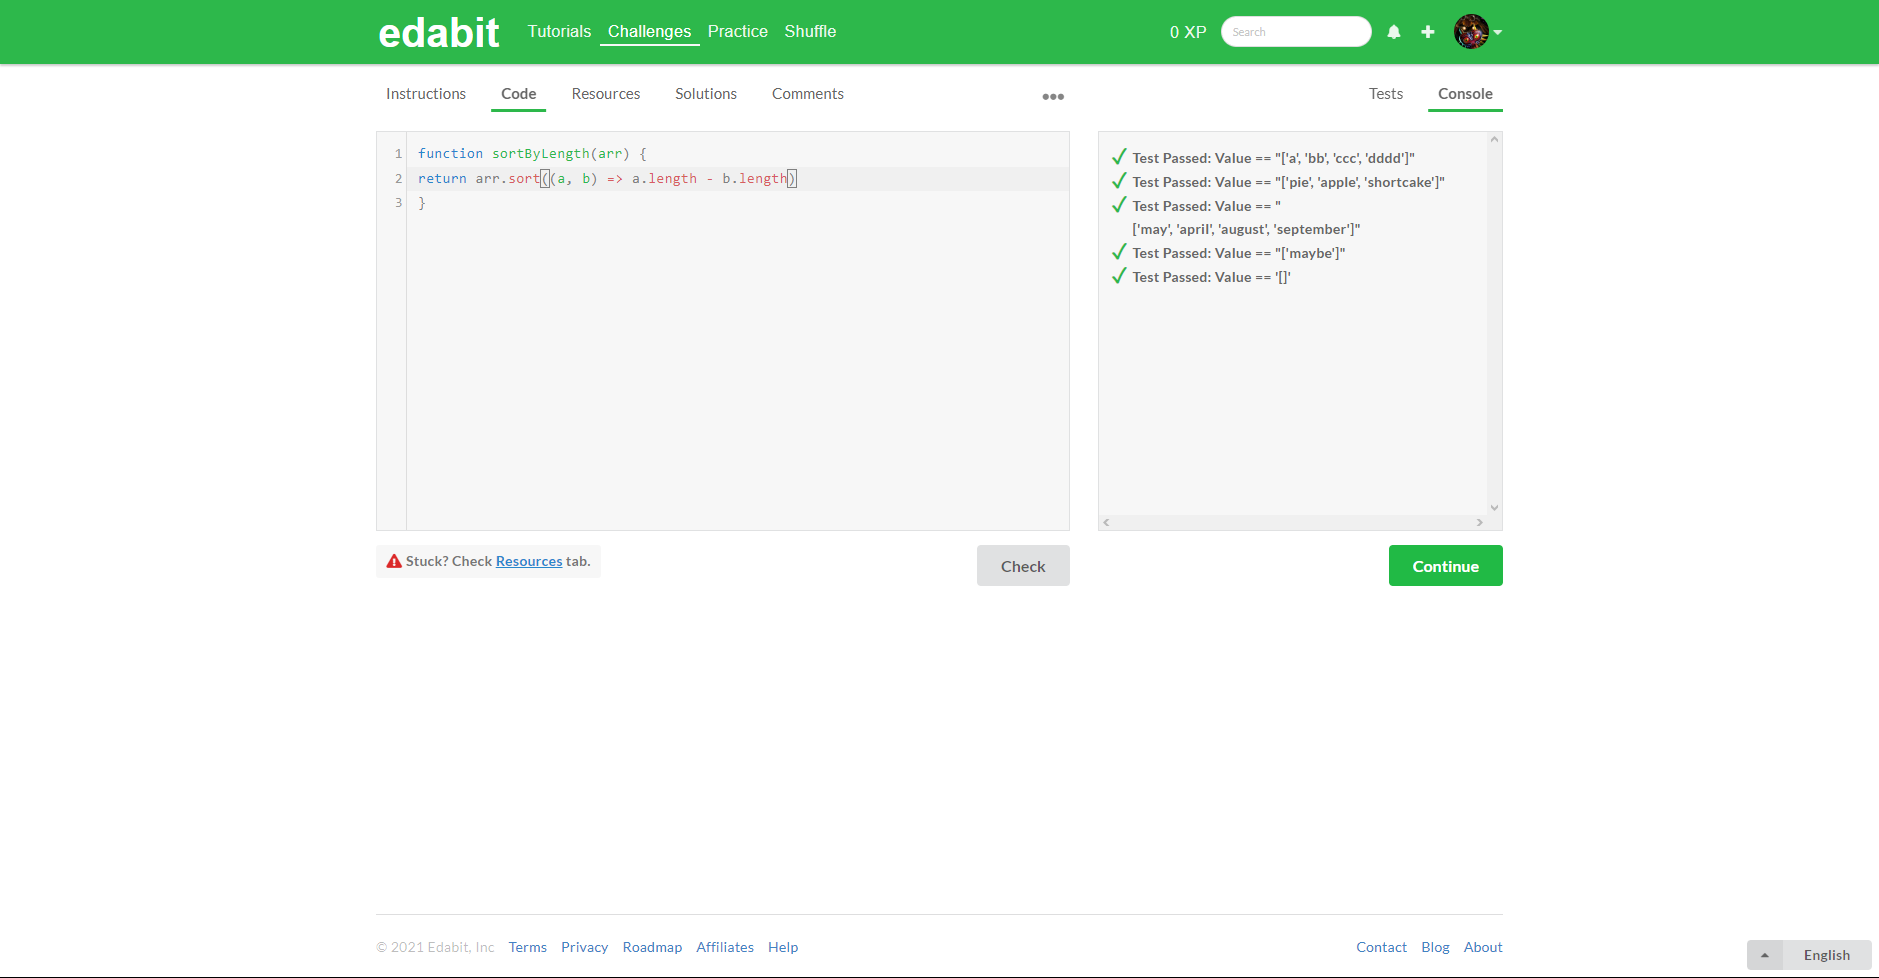 edabit
Tutorials Challenges Practice Shuffle
0 XP Search
Instructions Code Resources Solutions Comments
Tests Console
1 function sortByLength(arr) {
2 return arr.sort((a, b) => a.length - b.length)
3 }
Test Passed: Value == "['a', 'bb', 'ccc', 'dddd']"
Test Passed: Value == "['pie', 'apple', 'shortcake']"
Test Passed: Value == "
['may', 'april', 'august', 'september']"
Test Passed: Value == "['maybe']"
Test Passed: Value == '[]'
Stuck? Check Resources tab.
Check
Continue
© 2021 Edabit, Inc Terms Privacy Roadmap Affiliates Help
Contact Blog About
English